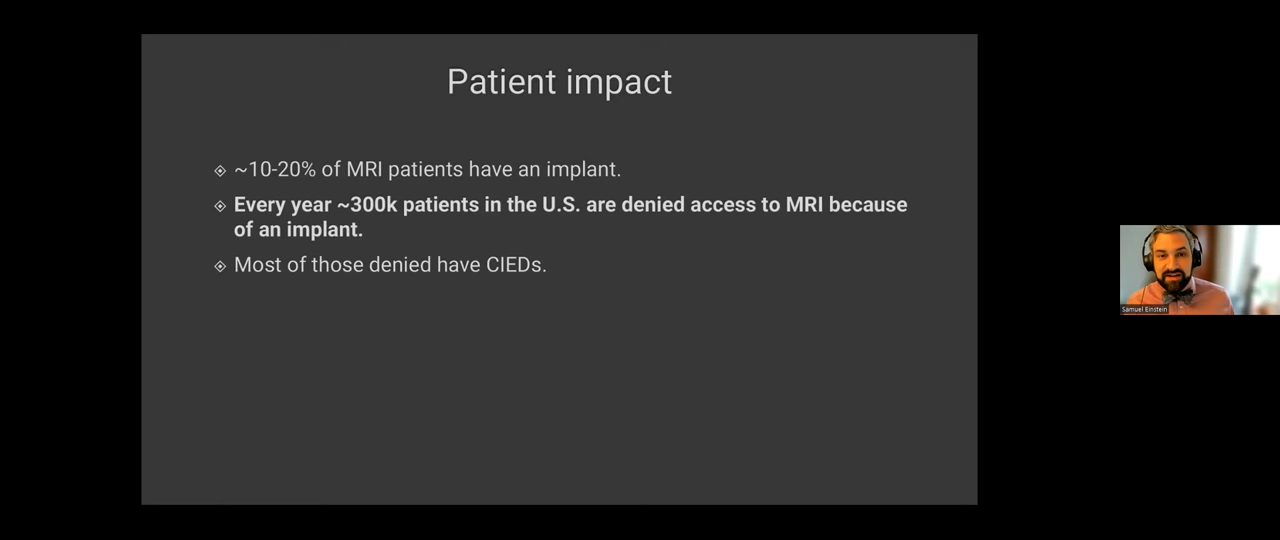 Patient impact
~10-20% of MRI patients have an implant.
Every year ~300k patients in the U.S. are denied access to MRI because
of an implant.
Most of those denied have CIEDs.
Samuel Einstein